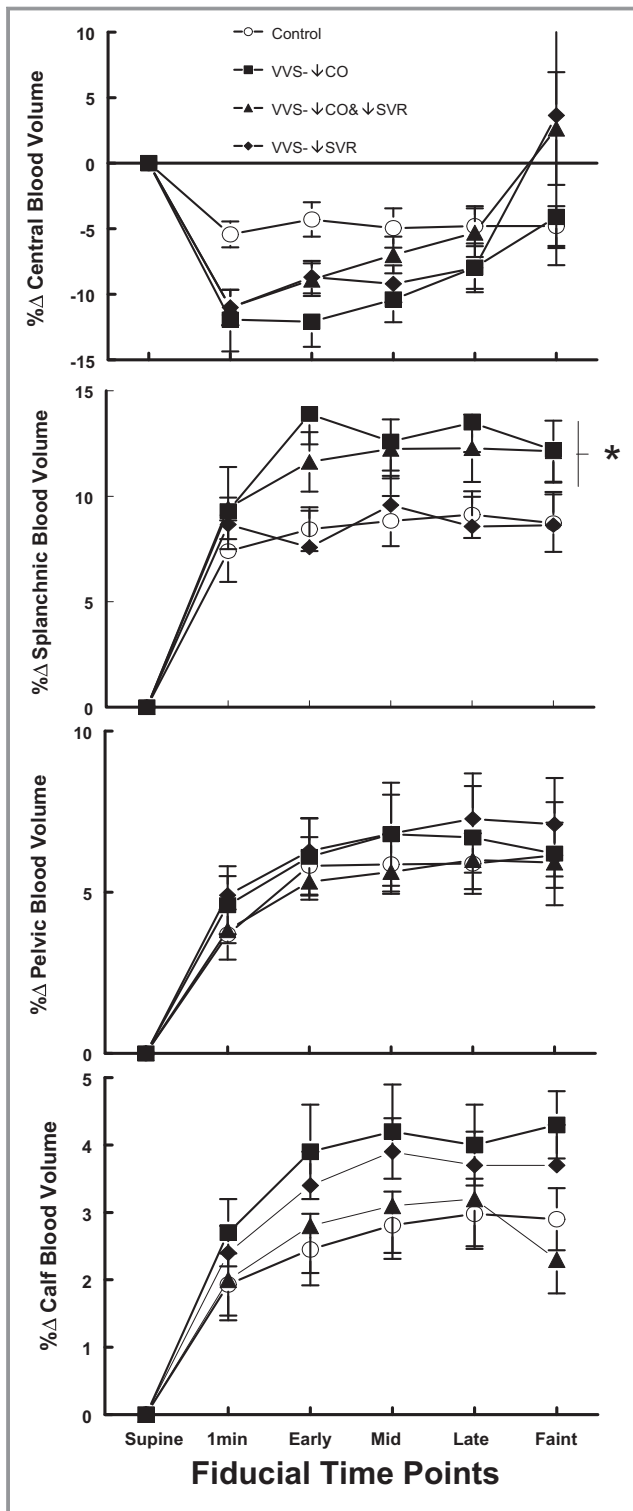 10
Control
VVS-↓CO
5
VVS-↓CO&↓SVR
VVS-↓SVR
0
-5
-10
-15
%Δ Central Blood Volume
15
10
*
5
0
%Δ Splanchnic Blood Volume
10
5
0
%Δ Pelvic Blood Volume
5
4
3
2
1
0
%Δ Calf Blood Volume
Supine 1min Early Mid Late Faint
Fiducial Time Points